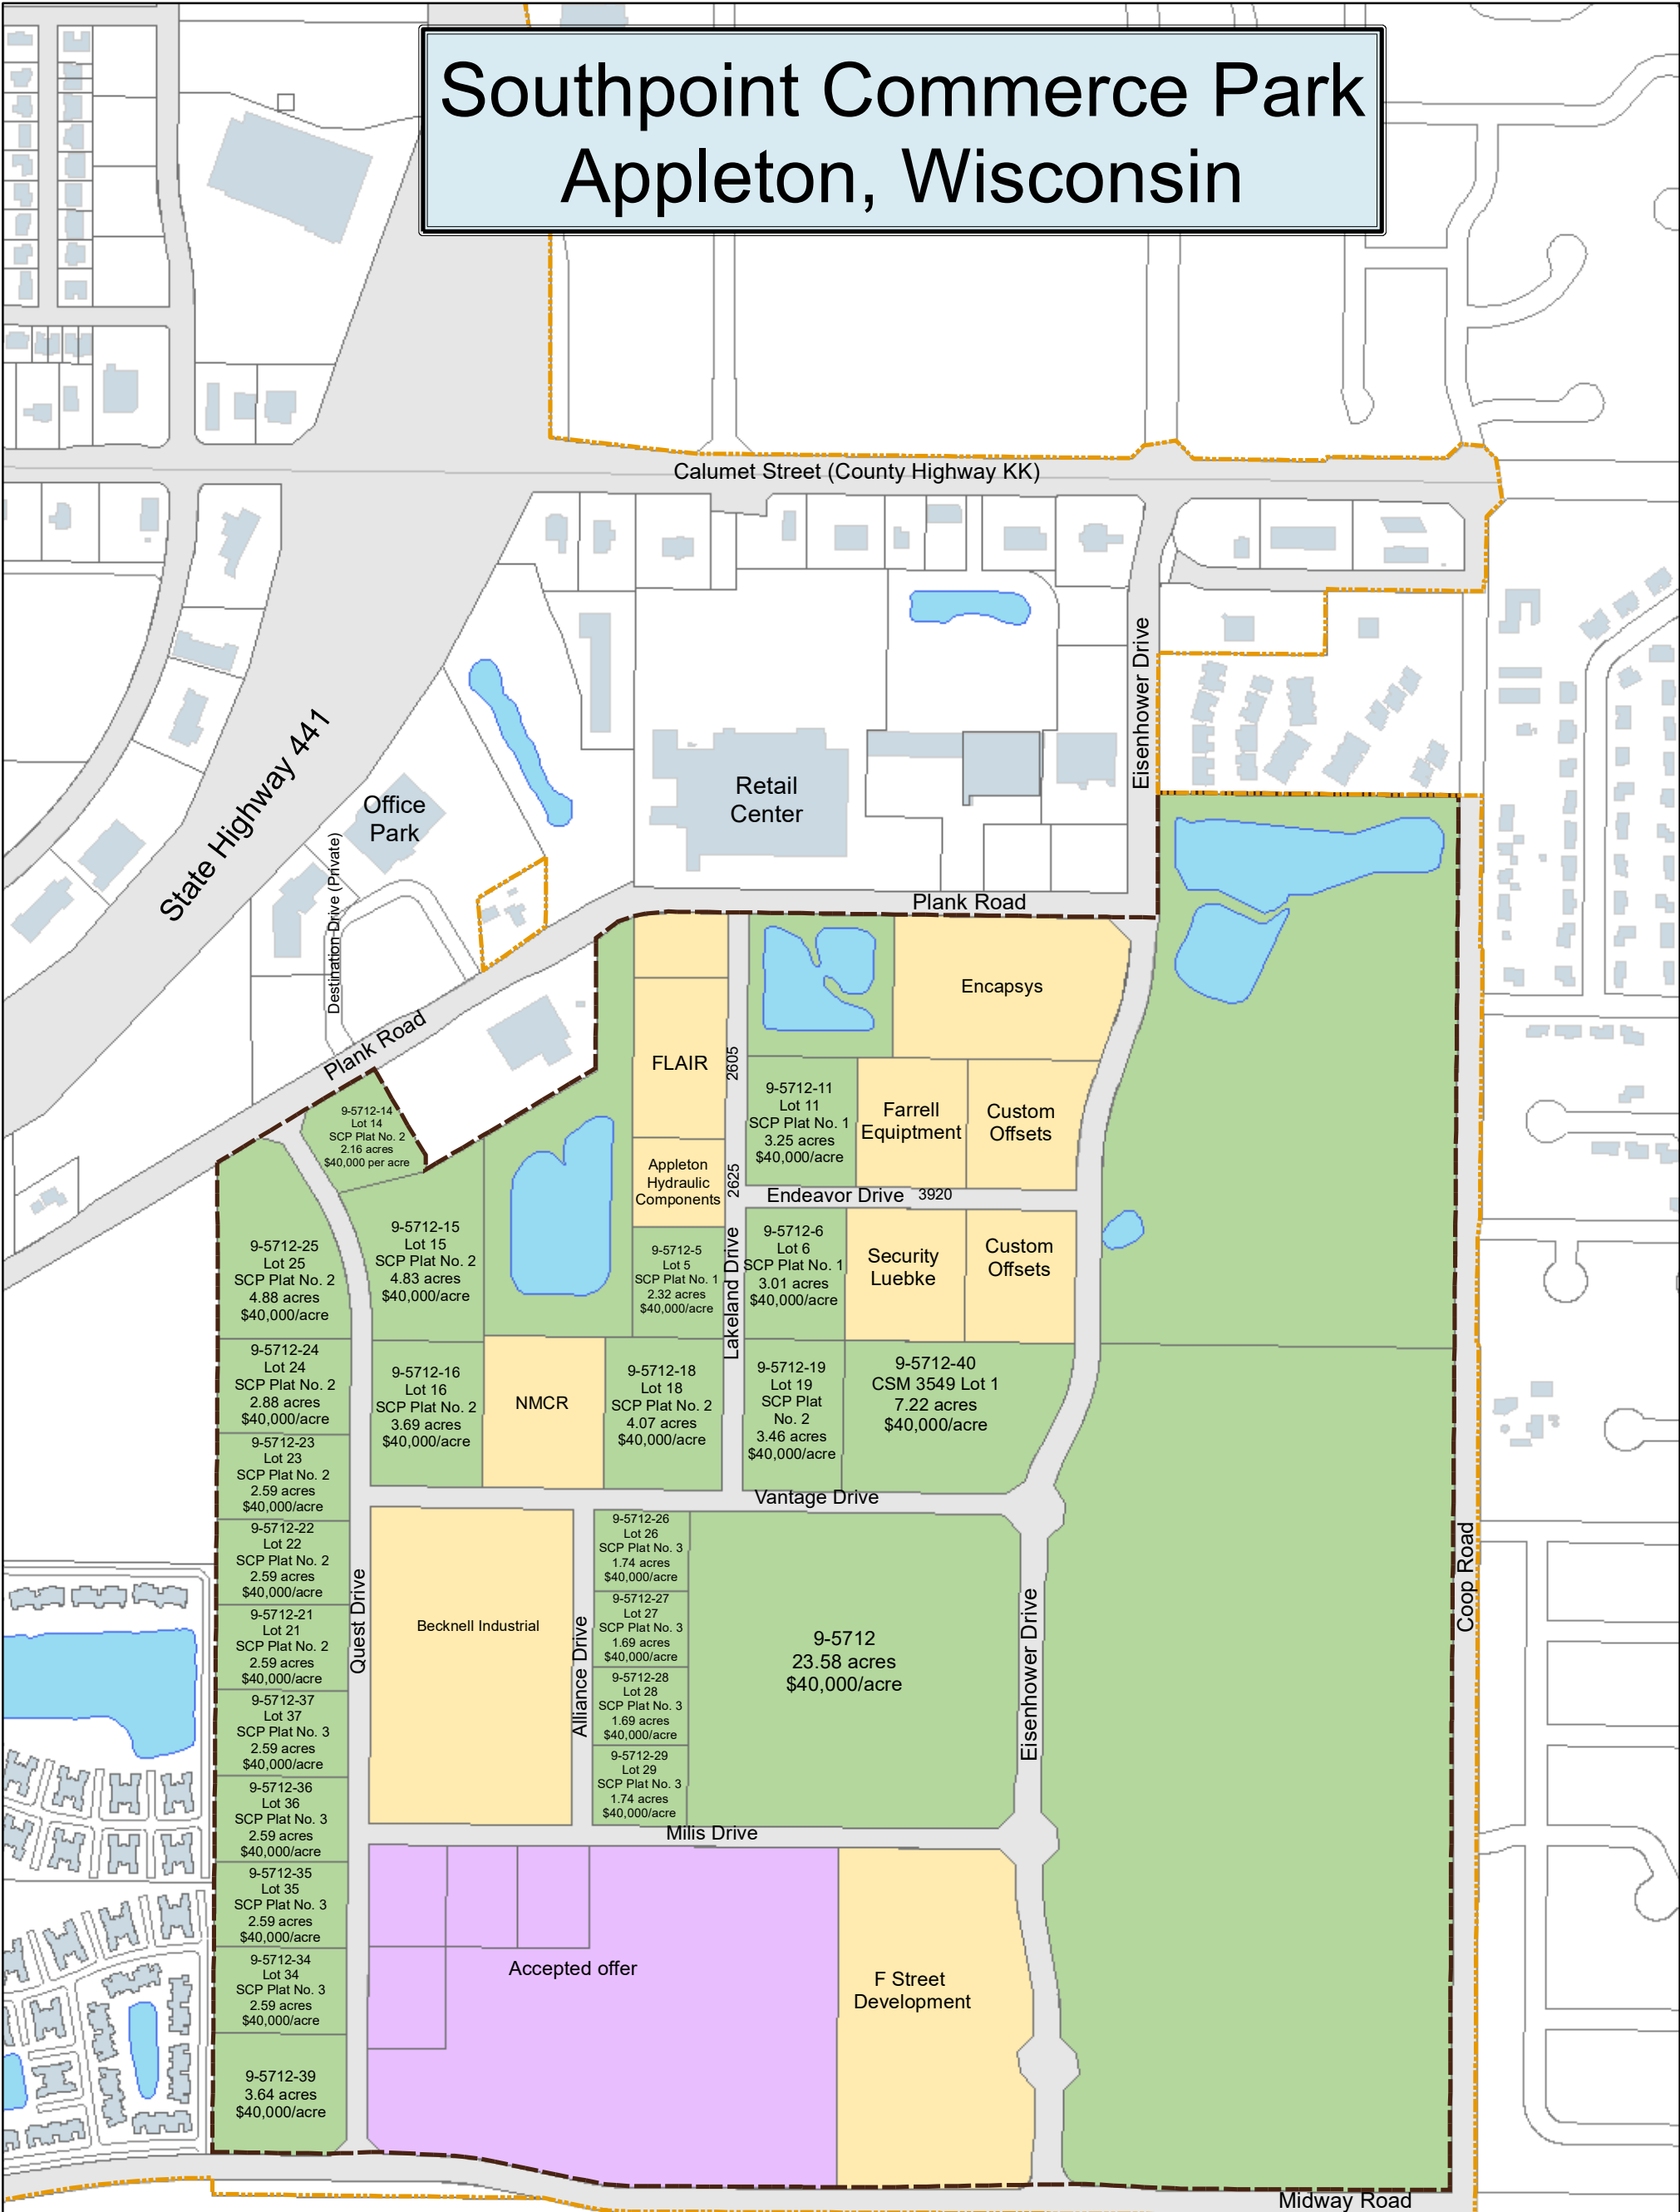 Southpoint Commerce Park
Appleton, Wisconsin
Calumet Street (County Highway KK)
Eisenhower Drive
State Highway 441
Office
Park
Retail
Center
Destination Drive (Private)
Plank Road
Plank Road
Encapsys
FLAIR
2605
9-5712-11
Lot 11
SCP Plat No. 1
3.25 acres
$40,000/acre
Farrell
Equiptment
Custom
Offsets
9-5712-14
Lot 14
SCP Plat No. 2
2.16 acres
$40,000 per acre
Appleton
Hydraulic
Components
2625
Endeavor Drive
3920
9-5712-25
Lot 25
SCP Plat No. 2
4.88 acres
$40,000/acre
9-5712-15
Lot 15
SCP Plat No. 2
4.83 acres
$40,000/acre
9-5712-5
Lot 5
SCP Plat No. 1
2.32 acres
$40,000/acre
Lakeland Drive
9-5712-6
Lot 6
SCP Plat No. 1
3.01 acres
$40,000/acre
Security
Luebke
Custom
Offsets
9-5712-24
Lot 24
SCP Plat No. 2
2.88 acres
$40,000/acre
9-5712-16
Lot 16
SCP Plat No. 2
3.69 acres
$40,000/acre
NMCR
9-5712-18
Lot 18
SCP Plat No. 2
4.07 acres
$40,000/acre
9-5712-19
Lot 19
SCP Plat
No. 2
3.46 acres
$40,000/acre
9-5712-40
CSM 3549 Lot 1
7.22 acres
$40,000/acre
9-5712-23
Lot 23
SCP Plat No. 2
2.59 acres
$40,000/acre
Vantage Drive
9-5712-22
Lot 22
SCP Plat No. 2
2.59 acres
$40,000/acre
9-5712-26
Lot 26
SCP Plat No. 3
1.74 acres
$40,000/acre
Coop Road
Quest Drive
Becknell Industrial
Alliance Drive
9-5712-27
Lot 27
SCP Plat No. 3
1.69 acres
$40,000/acre
9-5712
23.58 acres
$40,000/acre
Eisenhower Drive
9-5712-21
Lot 21
SCP Plat No. 2
2.59 acres
$40,000/acre
9-5712-28
Lot 28
SCP Plat No. 3
1.69 acres
$40,000/acre
9-5712-37
Lot 37
SCP Plat No. 3
2.59 acres
$40,000/acre
9-5712-29
Lot 29
SCP Plat No. 3
1.74 acres
$40,000/acre
9-5712-36
Lot 36
SCP Plat No. 3
2.59 acres
$40,000/acre
Milis Drive
9-5712-35
Lot 35
SCP Plat No. 3
2.59 acres
$40,000/acre
9-5712-34
Lot 34
SCP Plat No. 3
2.59 acres
$40,000/acre
Accepted offer
F Street
Development
9-5712-39
3.64 acres
$40,000/acre
Midway Road